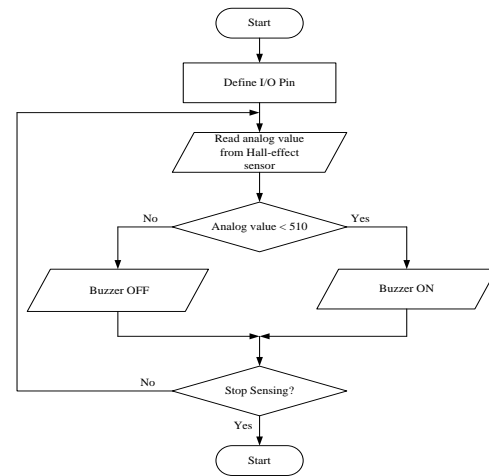 Start
Define I/O Pin
Read analog value
from Hall-effect
sensor
No
Analog value < 510
Yes
Buzzer OFF
Buzzer ON
No
Stop Sensing?
Yes
Start